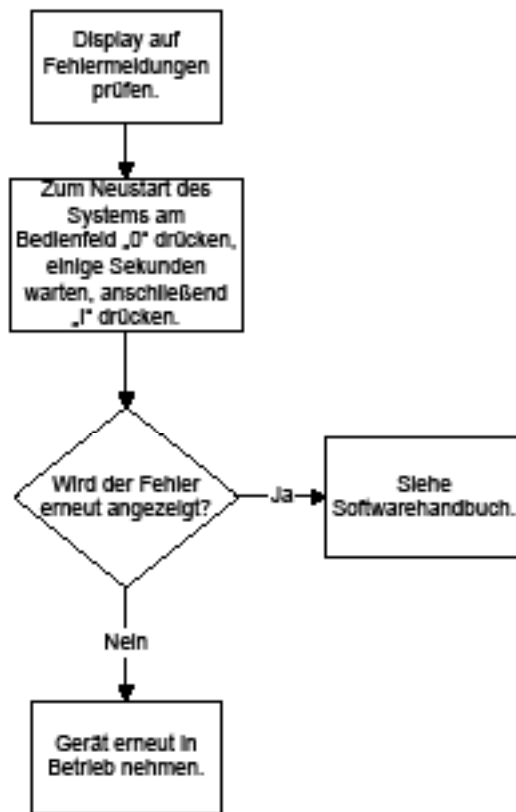 Display auf
Fehlermeldungen
prüfen.
Zum Neustart des
Systems am
Bedienfeld „0“ drücken,
einige Sekunden
warten, anschließend
„I“ drücken.
Wird der Fehler
erneut angezeigt?
Ja
Siehe
Softwarehandbuch.
Nein
Gerät erneut in
Betrieb nehmen.